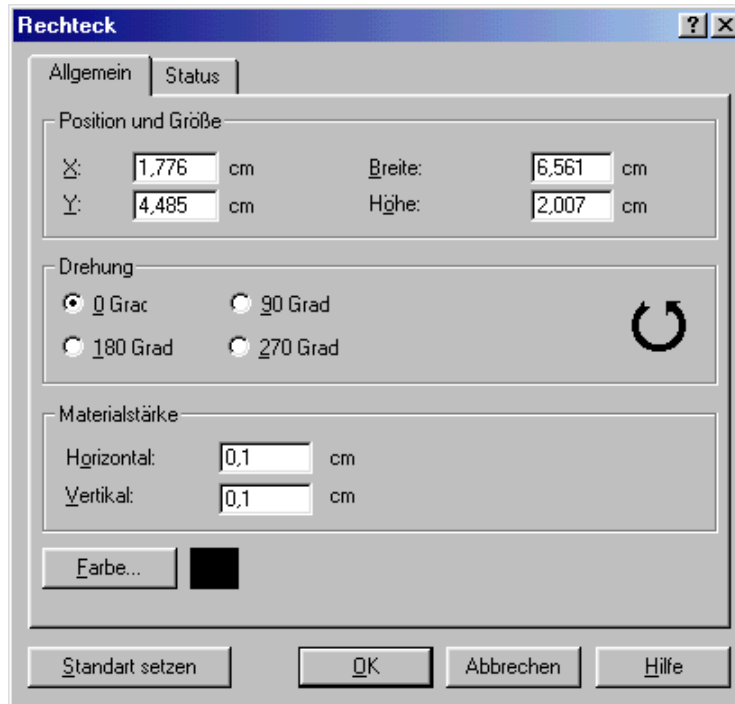 Rechteck
Allgemein Status
Position und Größe
X: 1,776 cm Breite: 6,561 cm
Y: 4,485 cm Höhe: 2,007 cm
Drehung
0 Grad 90 Grad
180 Grad 270 Grad
Materialstärke
Horizontal: 0,1 cm
Vertikal: 0,1 cm
Farbe...
Standart setzen OK Abbrechen Hilfe